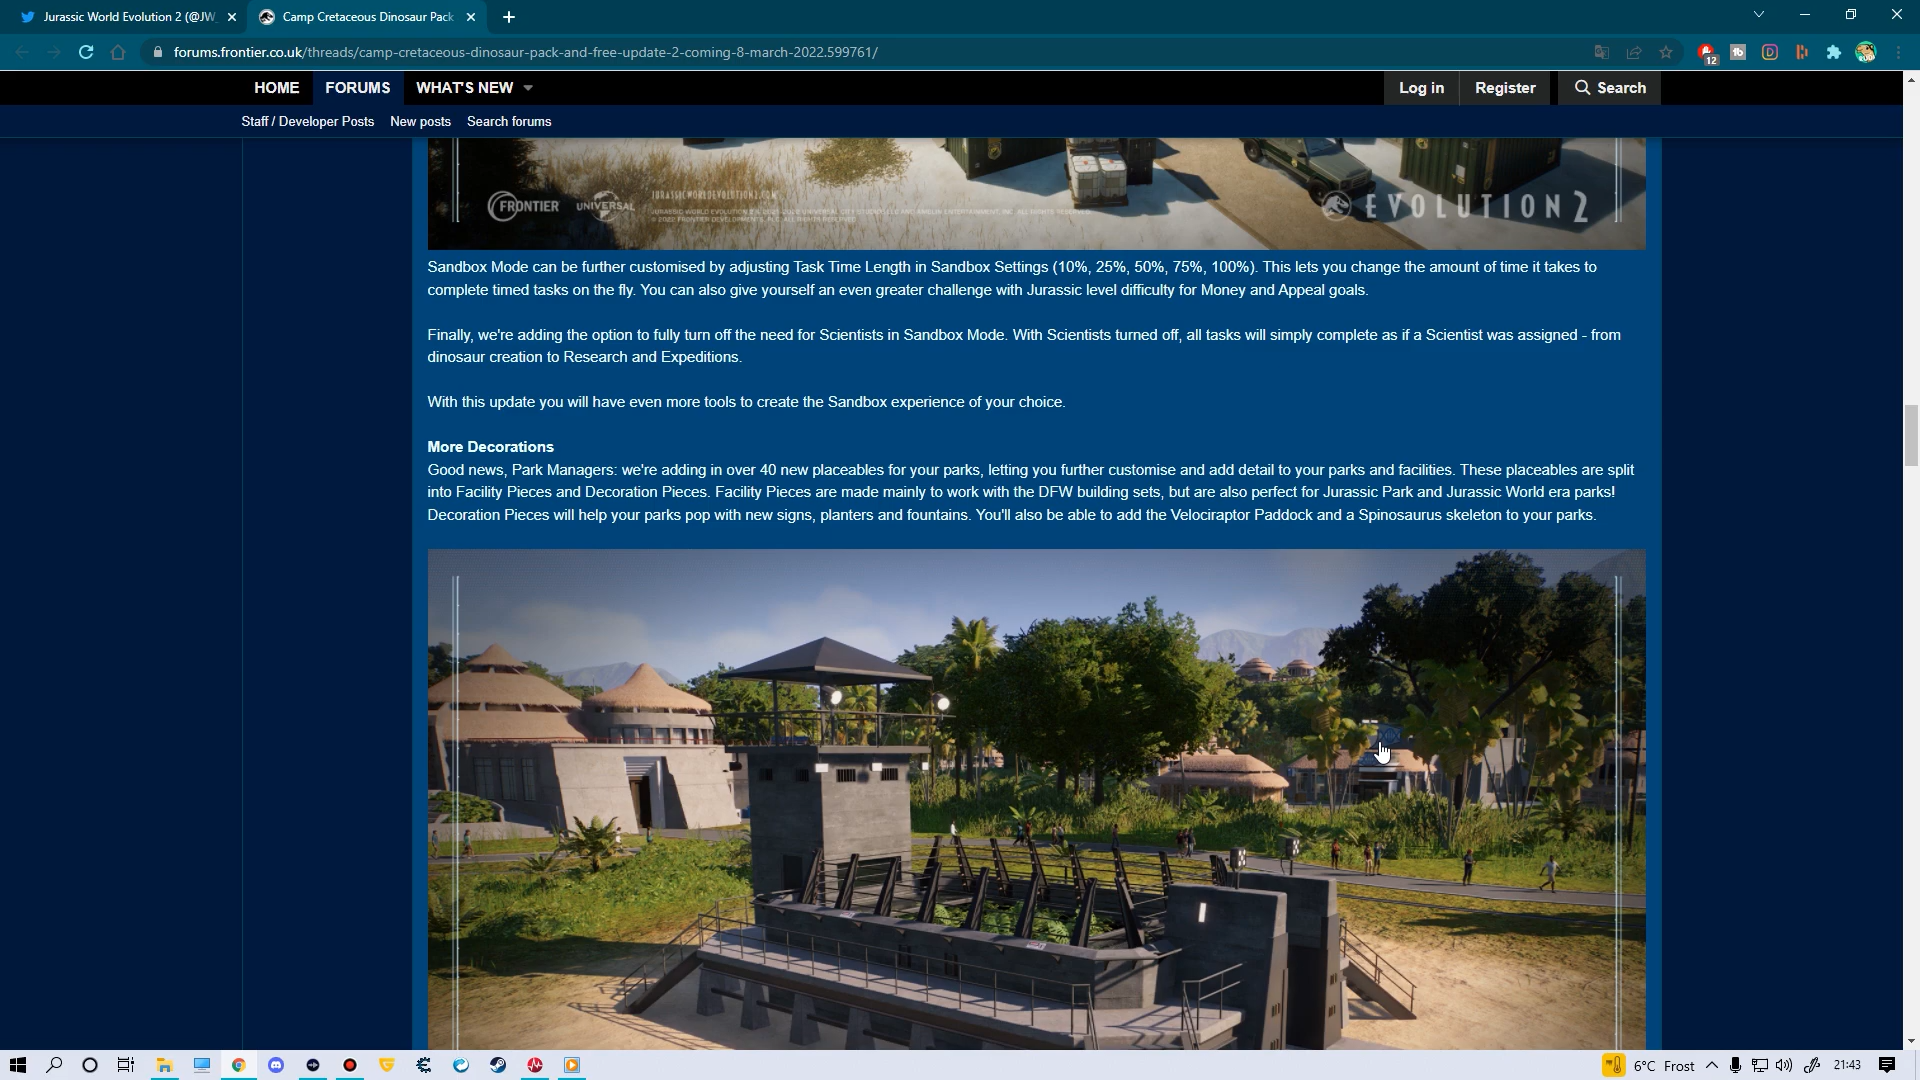 Jurassic World Evolution 2 (@JW_
Camp Cretaceous Dinosaur Pack
forums.frontier.co.uk/threads/camp-cretaceous-dinosaur-pack-and-free-update-2-coming-8-march-2022.599761/
12
HOME FORUMS WHAT'S NEW Log in Register Search
Staff / Developer Posts New posts Search forums
FRONTIER UNIVERSAL EVOLUTION 2
JURASSICWORLDEVOLUTION2.COM
Sandbox Mode can be further customised by adjusting Task Time Length in Sandbox Settings (10%, 25%, 50%, 75%, 100%). This lets you change the amount of time it takes to
complete timed tasks on the fly. You can also give yourself an even greater challenge with Jurassic level difficulty for Money and Appeal goals.
Finally, we're adding the option to fully turn off the need for Scientists in Sandbox Mode. With Scientists turned off, all tasks will simply complete as if a Scientist was assigned - from
dinosaur creation to Research and Expeditions.
With this update you will have even more tools to create the Sandbox experience of your choice.
More Decorations
Good news, Park Managers: we're adding in over 40 new placeables for your parks, letting you further customise and add detail to your parks and facilities. These placeables are split
into Facility Pieces and Decoration Pieces. Facility Pieces are made mainly to work with the DFW building sets, but are also perfect for Jurassic Park and Jurassic World era parks!
Decoration Pieces will help your parks pop with new signs, planters and fountains. You'll also be able to add the Velociraptor Paddock and a Spinosaurus skeleton to your parks.
6°C Frost 21:43